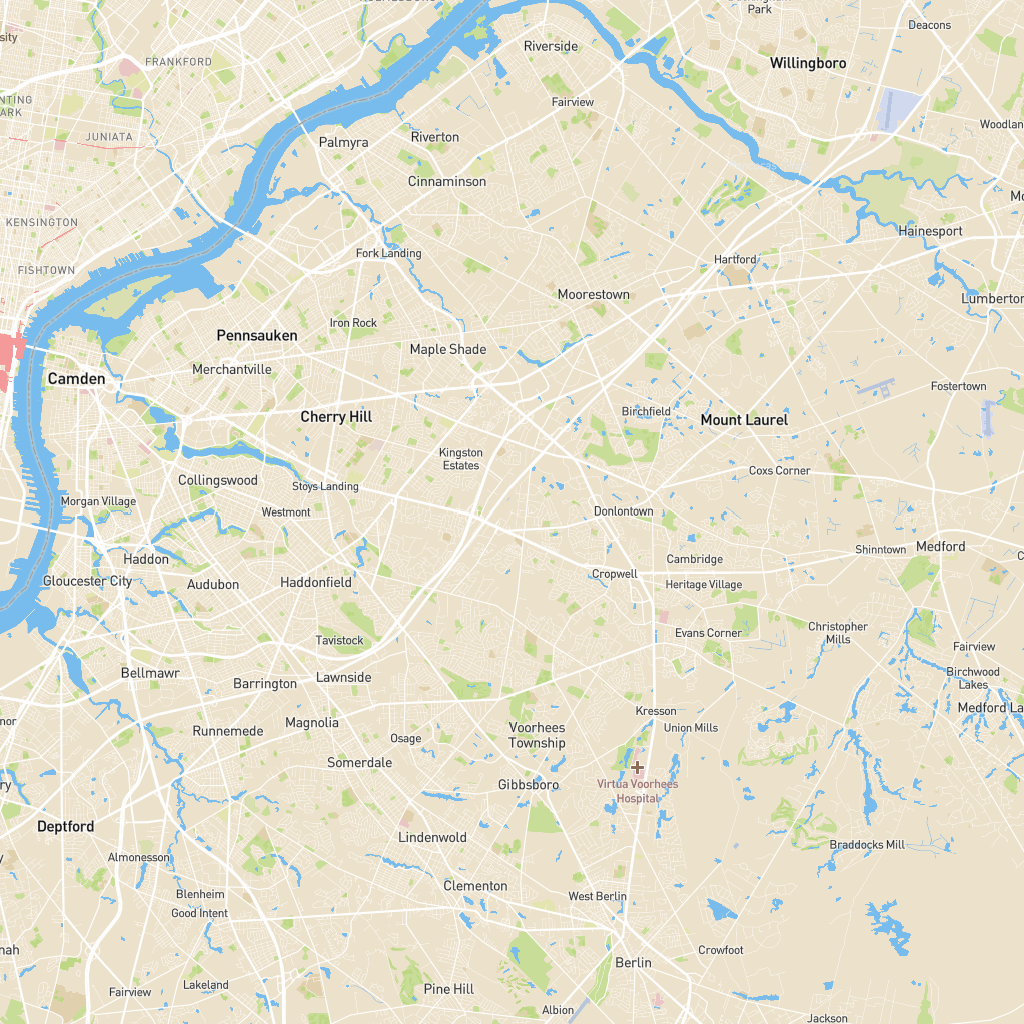 Park
Deacons
Riverside
FRANKFORD
Willingboro
Fairview
JUNIATA
Palmyra
Riverton
Cinnaminson
KENSINGTON
Hainesport
Fork Landing
Hartford
FISHTOWN
Moorestown
Lumberton
Iron Rock
Pennsauken
Maple Shade
Merchantville
Camden
Fostertown
Birchfield
Cherry Hill
Mount Laurel
Kingston
Estates
Coxs Corner
Collingswood
Stoys Landing
Morgan Village
Westmont
Donlontown
Medford
Shinntown
Haddon
Cambridge
Cropwell
Gloucester City
Audubon
Haddonfield
Heritage Village
Christopher
Mills
Evans Corner
Tavistock
Fairview
Bellmawr
Barrington
Lawnside
Birchwood
Lakes
Kresson
Medford La
Magnolia
Runnemede
Osage
Voorhees
Township
Union Mills
Somerdale
Gibbsboro
Virtua Voorhees
Hospital
Deptford
Lindenwold
Braddocks Mill
Almonesson
Clementon
Blenheim
West Berlin
Good Intent
Crowfoot
Berlin
Lakeland
Fairview
Pine Hill
Albion
Jackson